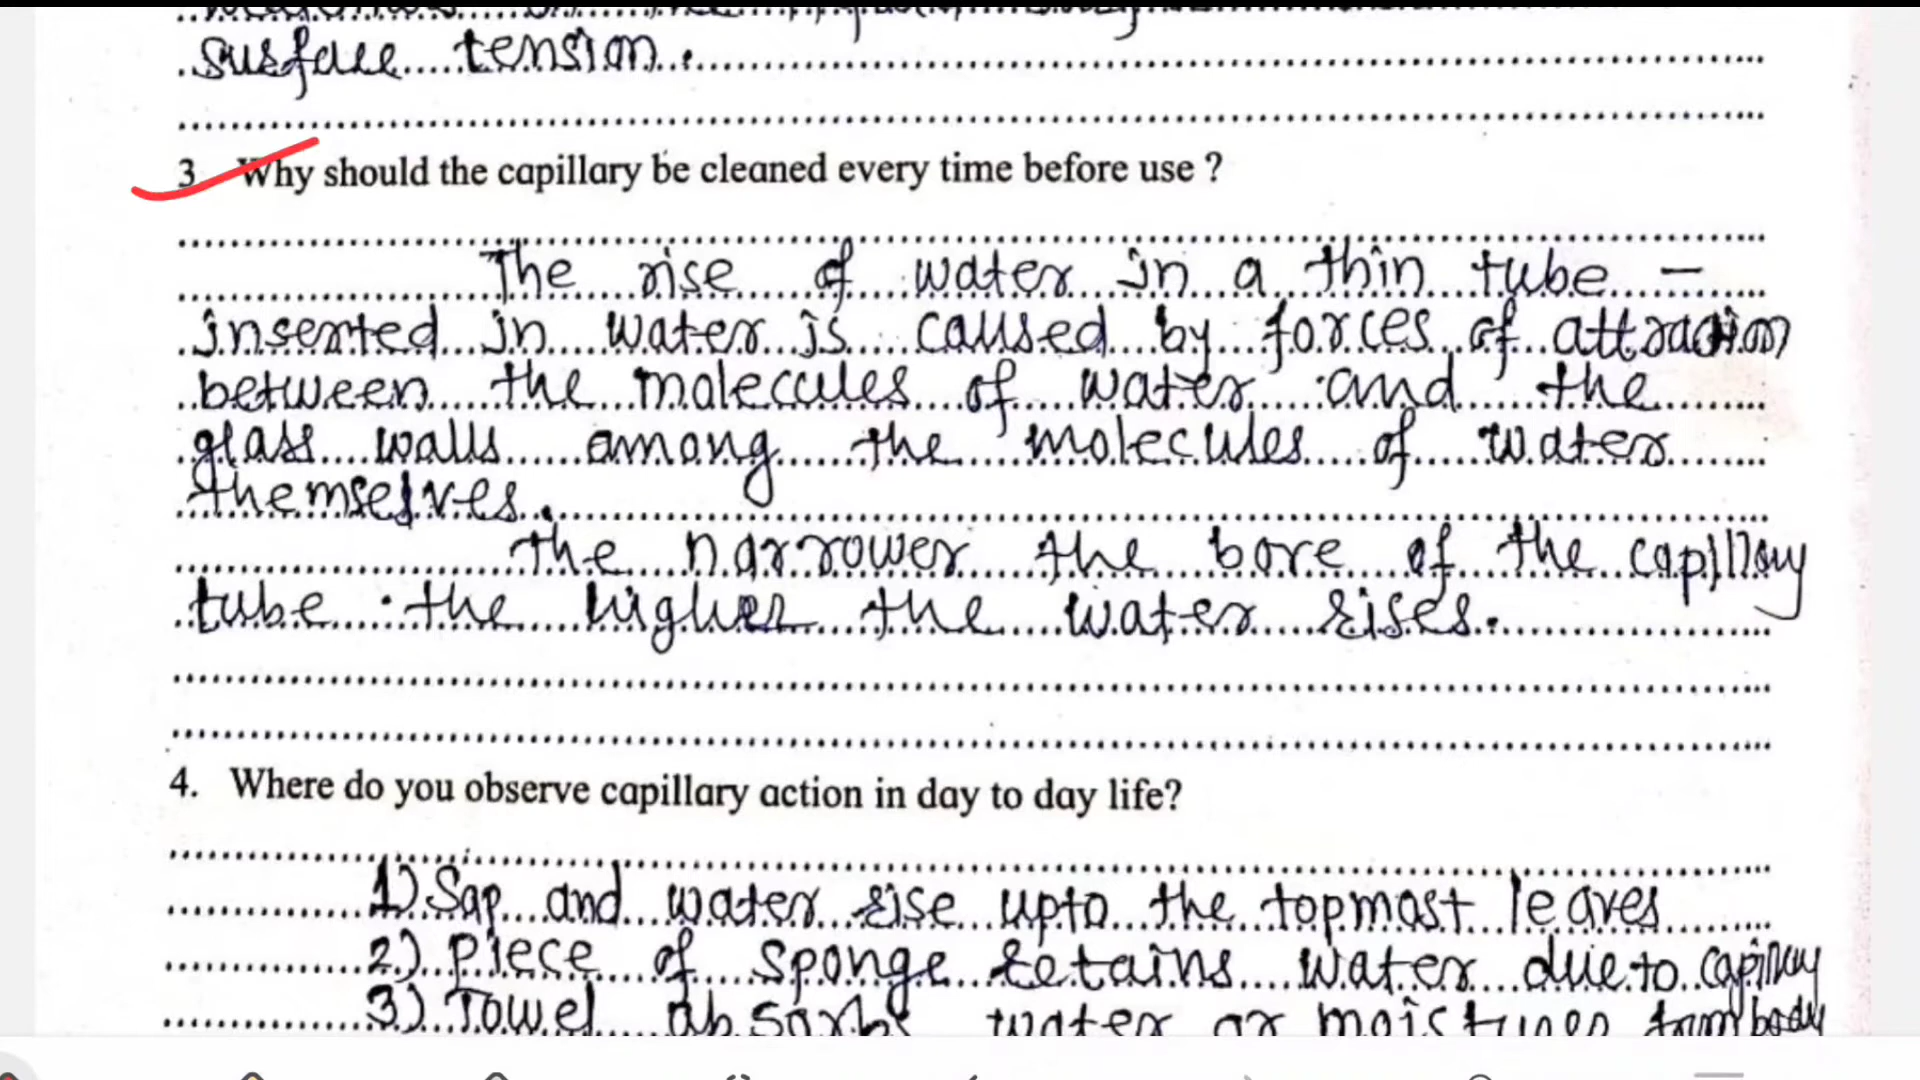 surface tension.
3. Why should the capillary be cleaned every time before use ?
The rise of water in a thin tube –
inserted in water is caused by forces of attraction
between the molecules of water and the
glass walls among the molecules of water
themselves.
The narrower the bore of the capillary
tube the higher the water rises.
4. Where do you observe capillary action in day to day life?
1) Sap and water rise upto the topmost leaves
2) Piece of sponge retains water due to capillary
3) Towel absorbs water or moistures from body